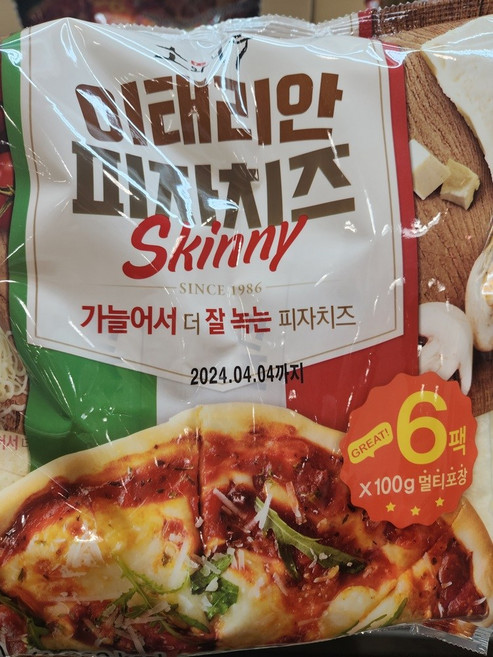 이태리안
피자치즈
Skinny
SINCE 1986
가늘어서 더 잘 녹는 피자치즈
2024.04.04까지
GREAT!
6팩
X 100g 멀티포장